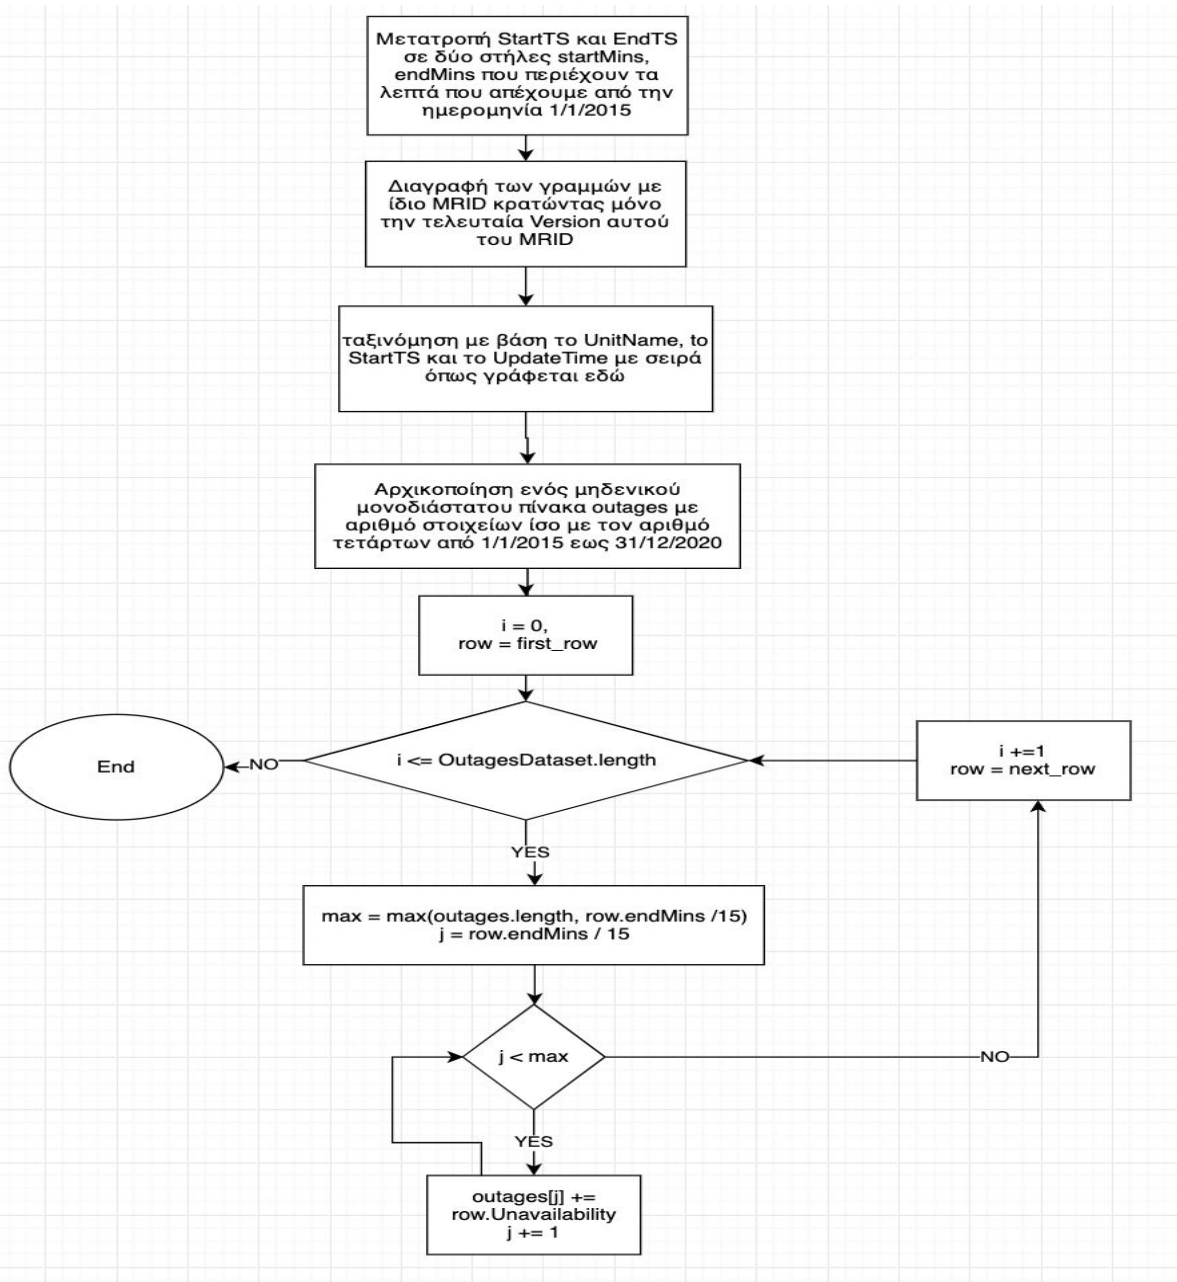 Μετατροπή StartTS και EndTS
σε δύο στήλες startMins,
endMins που περιέχουν τα
λεπτά που απέχουμε από την
ημερομηνία 1/1/2015
Διαγραφή των γραμμών με
ίδιο MRID κρατώντας μόνο
την τελευταία Version αυτού
του MRID
ταξινόμηση με βάση το UnitName, to
StartTS και το UpdateTime με σειρά
όπως γράφεται εδώ
Αρχικοποίηση ενός μηδενικού
μονοδιάστατου πίνακα outages με
αριθμό στοιχείων ίσο με τον αριθμό
τετάρτων από 1/1/2015 εως 31/12/2020
i = 0,
row = first_row
i <= OutagesDataset.length
NO
End
i +=1
row = next_row
YES
max = max(outages.length, row.endMins /15)
j = row.endMins / 15
j < max
NO
YES
outages[j] +=
row.Unavailability
j += 1